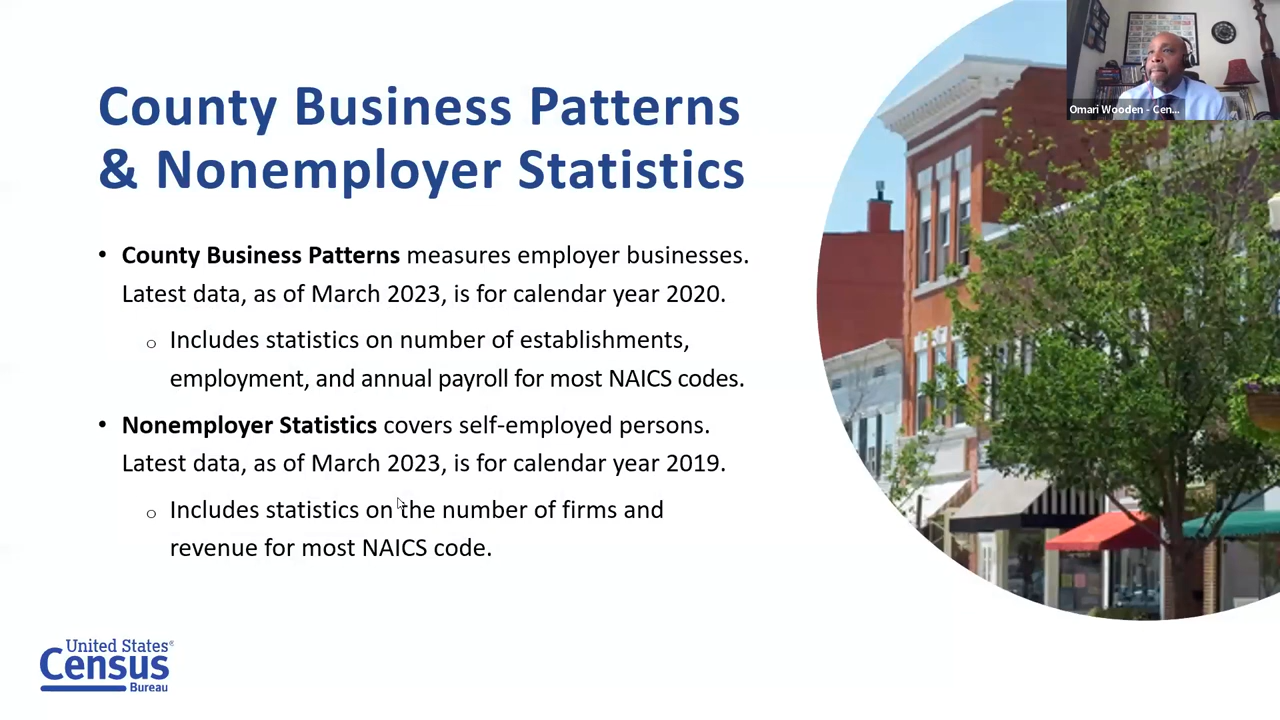 County Business Patterns
& Nonemployer Statistics
• County Business Patterns measures employer businesses.
Latest data, as of March 2023, is for calendar year 2020.
o Includes statistics on number of establishments,
employment, and annual payroll for most NAICS codes.
• Nonemployer Statistics covers self-employed persons.
Latest data, as of March 2023, is for calendar year 2019.
o Includes statistics on the number of firms and
revenue for most NAICS code.
Omari Wooden - Cen...
United States®
Census
Bureau